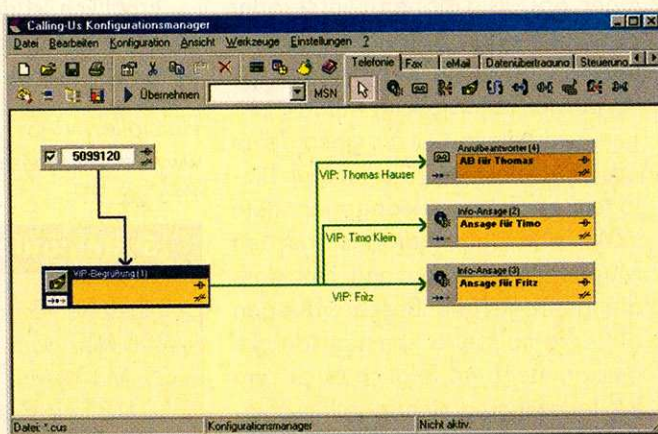 Calling-Us Konfigurationsmanager
Datei Bearbeiten Konfiguration Ansicht Werkzeuge Einstellungen ?
Telefonie Fax eMail Datenübertragung Steuerung
Übernehmen MSN
5099120
Anrufbeantworter (4)
AB für Thomas
VIP: Thomas Hauser
Info-Ansage (2)
Ansage für Timo
VIP: Timo Klein
VIP-Begrüßung (1)
Info-Ansage (3)
Ansage für Fritz
VIP: Fritz
Datei: *.cus Konfigurationsmanager Nicht aktiv.